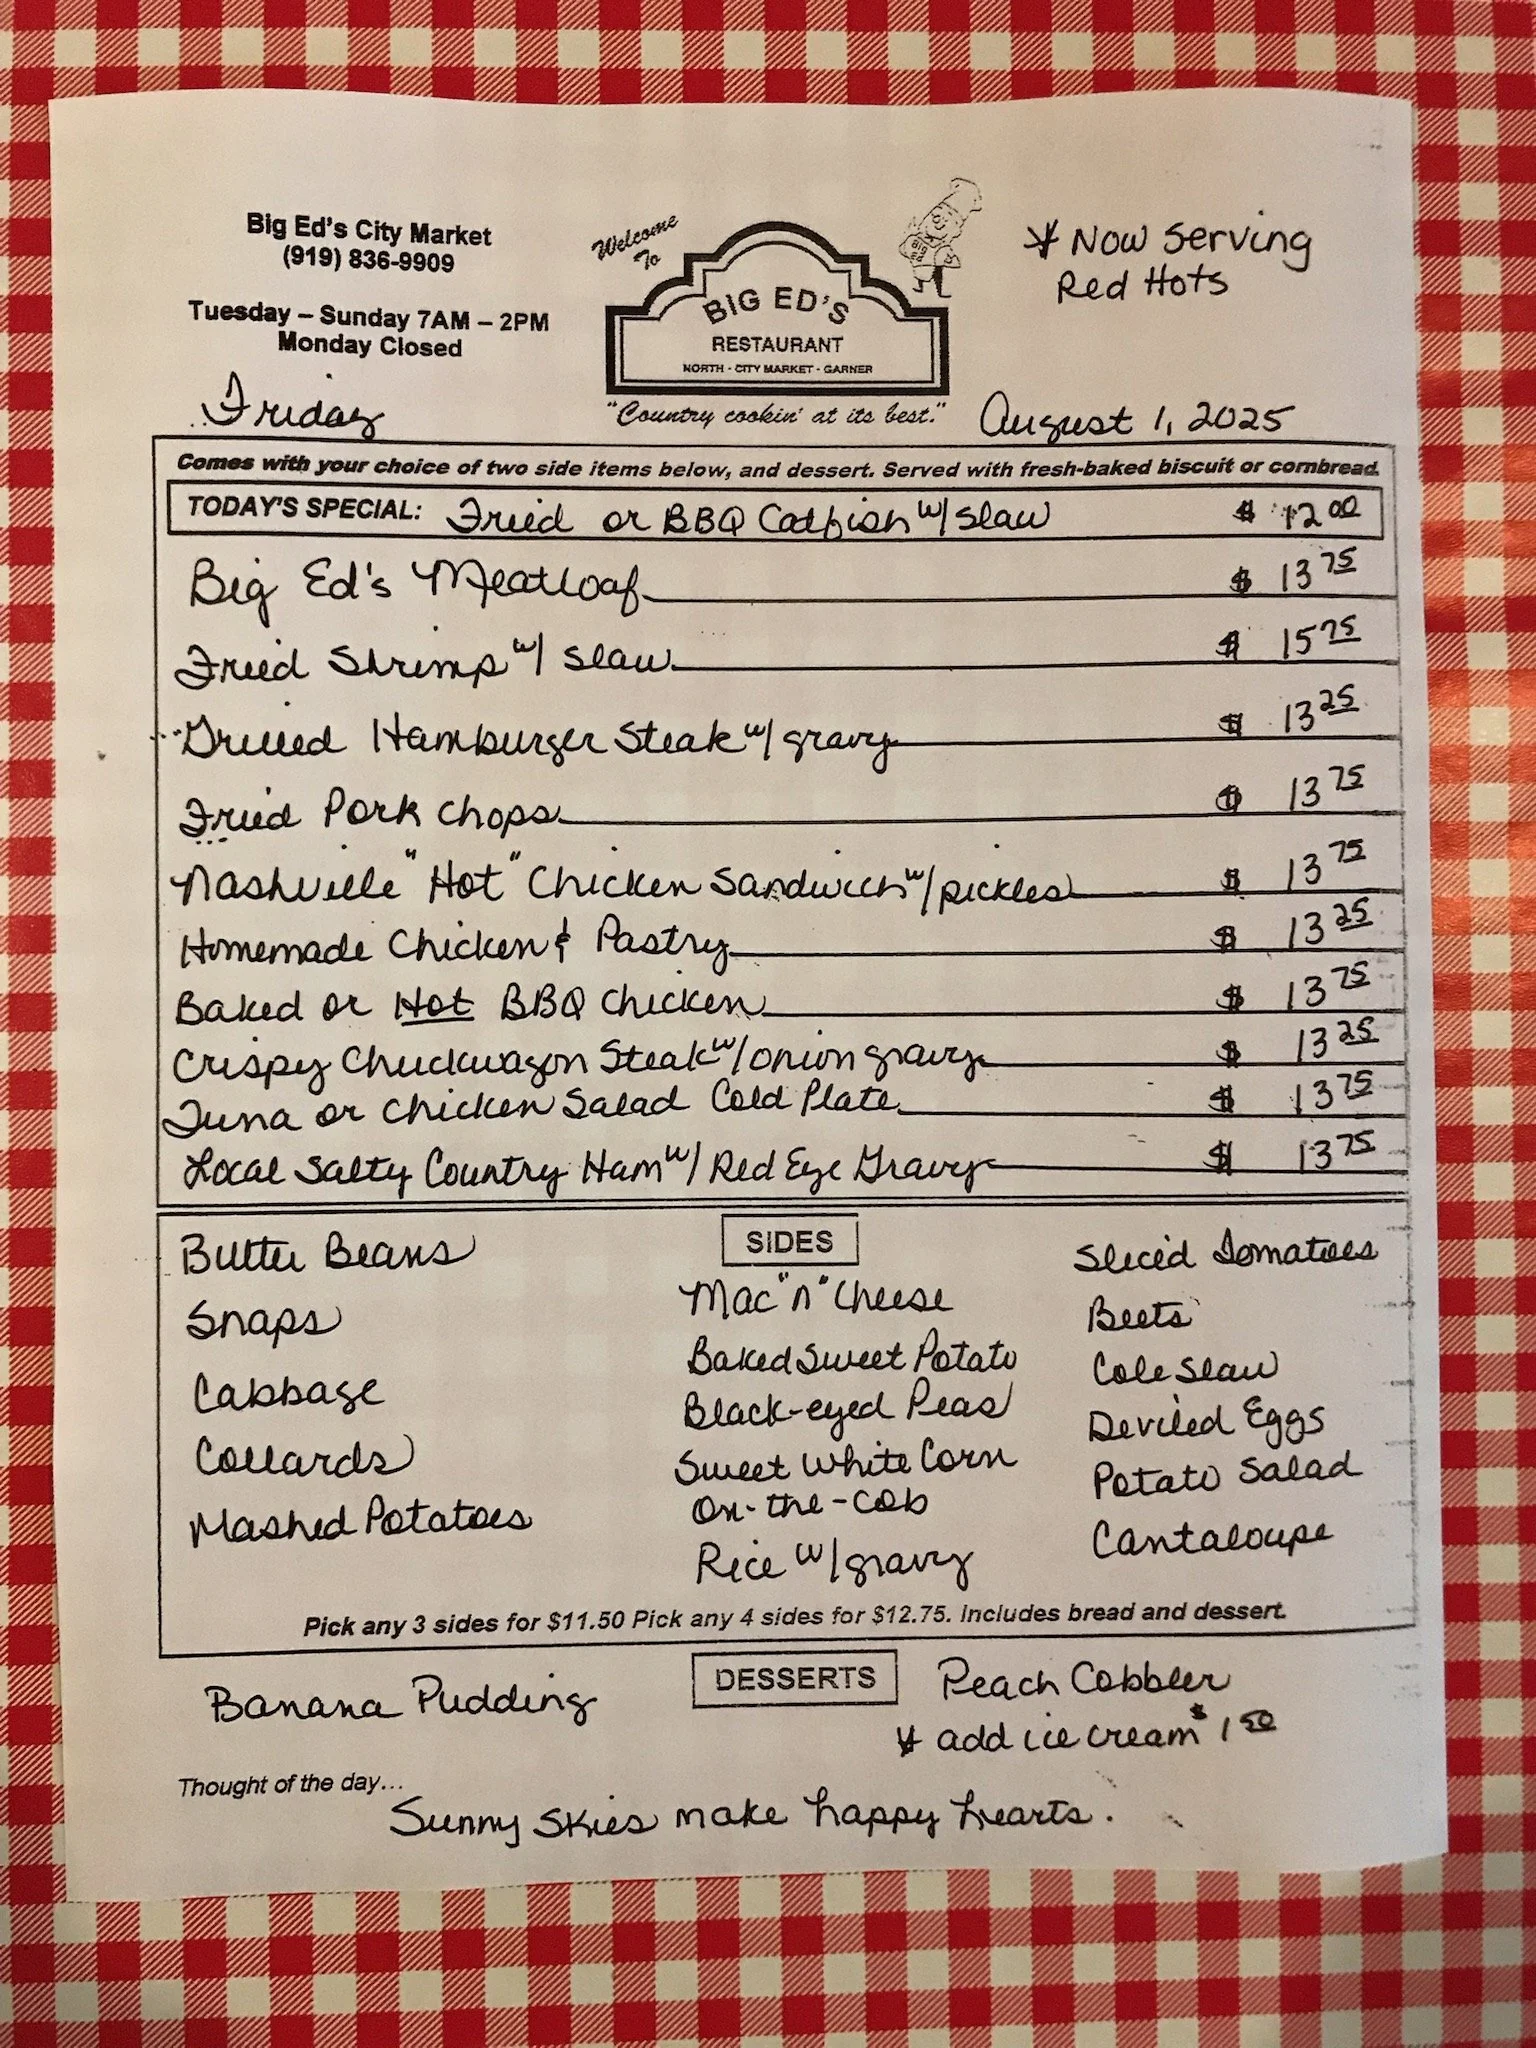 Big Ed's City Market
(919) 836-9909
Tuesday – Sunday 7AM – 2PM
Monday Closed
Welcome
To
BIG ED'S
RESTAURANT
NORTH - CITY MARKET - GARNER
"Country cookin' at its best."
* Now Serving
Red Hots
Friday
August 1, 2025
Comes with your choice of two side items below, and dessert. Served with fresh-baked biscuit or cornbread.
TODAY'S SPECIAL: Fried or BBQ Catfish w/ slaw $ 12 00
Big Ed's Meatloaf $ 13 75
Fried Shrimp w/ slaw $ 15 75
Grilled Hamburger Steak w/ gravy $ 13 25
Fried Pork Chops $ 13 75
Nashville "Hot" Chicken Sandwich w/ pickles $ 13 75
Homemade Chicken & Pastry $ 13 25
Baked or Hot BBQ Chicken $ 13 75
Crispy Chuckwagon Steak w/ onion gravy $ 13 25
Tuna or Chicken Salad Cold Plate $ 13 75
Local Salty Country Ham w/ Red Eye Gravy $ 13 75
SIDES
Butter Beans
Snaps
Cabbage
Collards
Mashed Potatoes
Mac "n" Cheese
Baked Sweet Potato
Black-eyed Peas
Sweet White Corn
On-the-cob
Rice w/ gravy
Sliced Tomatoes
Beets
Cole Slaw
Deviled Eggs
Potato Salad
Cantaloupe
Pick any 3 sides for $11.50 Pick any 4 sides for $12.75. Includes bread and dessert.
DESSERTS
Banana Pudding
Peach Cobbler
* add ice cream $ 1 50
Thought of the day...
Sunny skies make happy hearts.